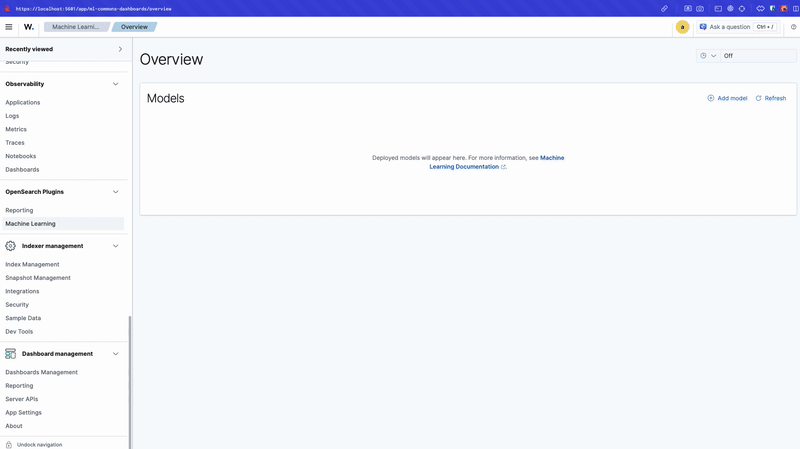 https://localhost:5601/app/ml-commons-dashboards/overview
W.
Machine Learni...
Overview
a
Ask a question
Ctrl + /
Recently viewed
Security
Observability
Applications
Logs
Metrics
Traces
Notebooks
Dashboards
OpenSearch Plugins
Reporting
Machine Learning
Indexer management
Index Management
Snapshot Management
Integrations
Security
Sample Data
Dev Tools
Dashboard management
Dashboards Management
Reporting
Server APIs
App Settings
About
Undock navigation
Overview
Off
Models
Add model
Refresh
Deployed models will appear here. For more information, see Machine
Learning Documentation.